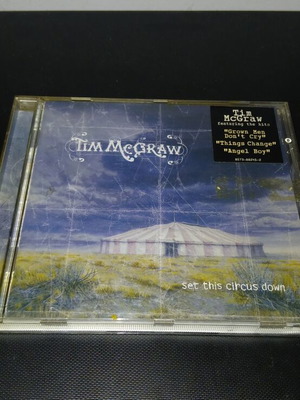 Tim
McGraw
featuring the hits
"Grown Men
Don't Cry"
"Things Change"
"Angel Boy"
TIM McGRAW
set this circus down